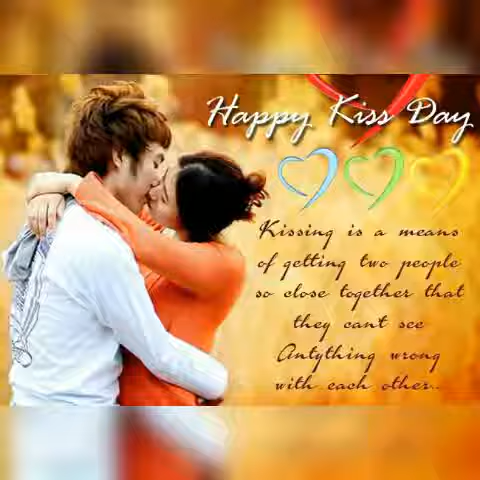 Happy Kiss Day
Kissing is a means
of getting two people
so close together that
they cant see
Antything wrong
with each other..